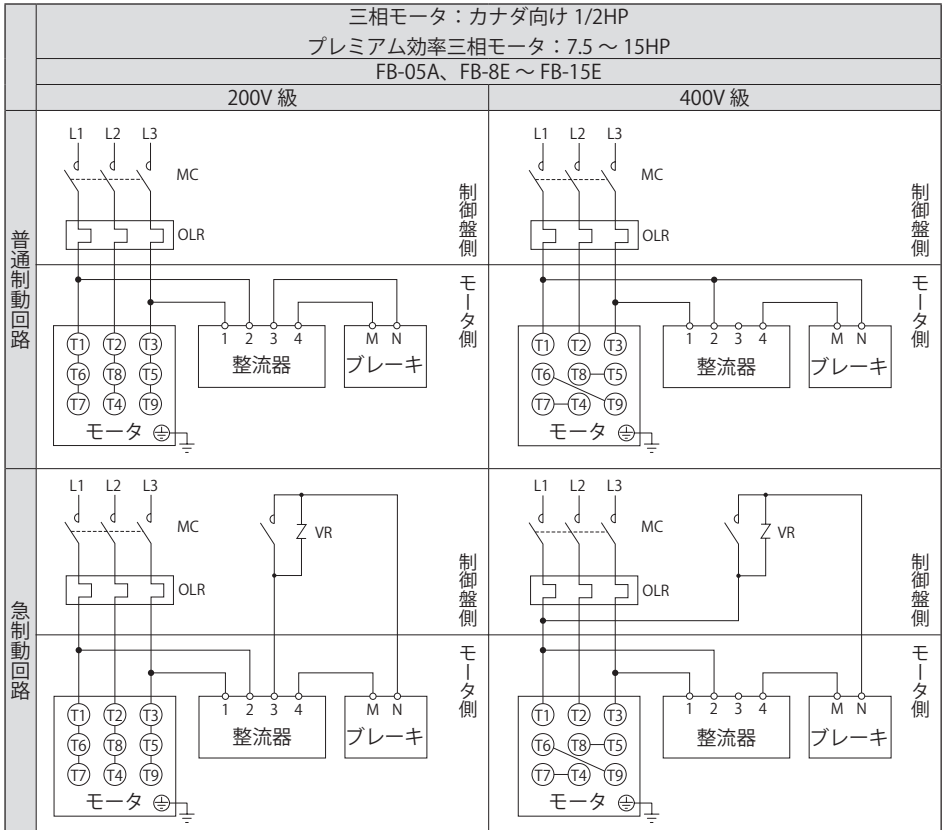 三相モータ：カナダ向け 1/2HP
プレミアム効率三相モータ：7.5 ～ 15HP
FB-05A、FB-8E ～ FB-15E
200V 級
400V 級
普通制動回路
L1 L2 L3
MC
OLR
制御盤側
モータ側
1 2 3 4
整流器
M N
ブレーキ
T1 T2 T3
T6 T8 T5
T7 T4 T9
モータ
L1 L2 L3
MC
OLR
制御盤側
モータ側
1 2 3 4
整流器
M N
ブレーキ
T1 T2 T3
T6 T8 T5
T7 T4 T9
モータ
急制動回路
L1 L2 L3
MC
VR
OLR
制御盤側
モータ側
1 2 3 4
整流器
M N
ブレーキ
T1 T2 T3
T6 T8 T5
T7 T4 T9
モータ
L1 L2 L3
MC
VR
OLR
制御盤側
モータ側
1 2 3 4
整流器
M N
ブレーキ
T1 T2 T3
T6 T8 T5
T7 T4 T9
モータ